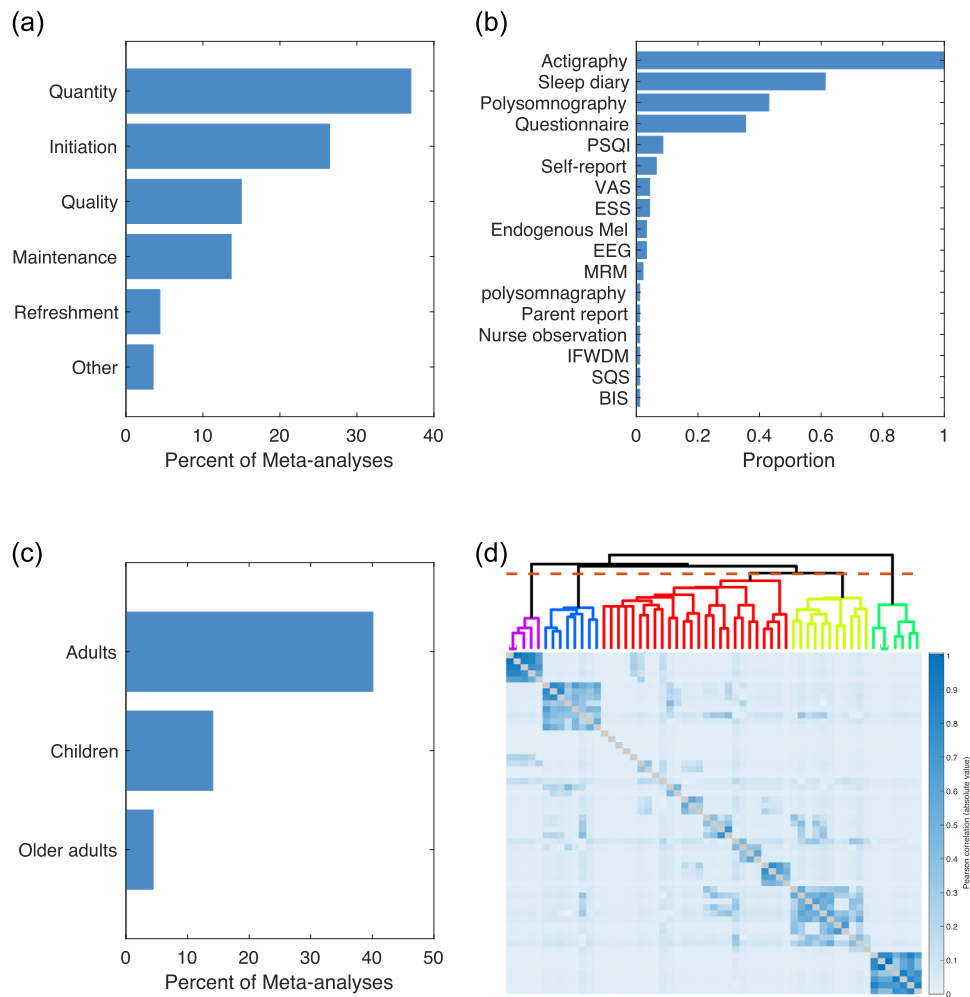 (a)
Quantity
Initiation
Quality
Maintenance
Refreshment
Other
0 10 20 30 40
Percent of Meta-analyses
(b)
Actigraphy
Sleep diary
Polysomnography
Questionnaire
PSQI
Self-report
VAS
ESS
Endogenous Mel
EEG
MRM
polysomnagraphy
Parent report
Nurse observation
IFWDM
SQS
BIS
0 0.2 0.4 0.6 0.8 1
Proportion
(c)
Adults
Children
Older adults
0 10 20 30 40 50
Percent of Meta-analyses
(d)
1
0.9
0.8
0.7
0.6
0.5
0.4
0.3
0.2
0.1
0
Pearson correlation (absolute value)